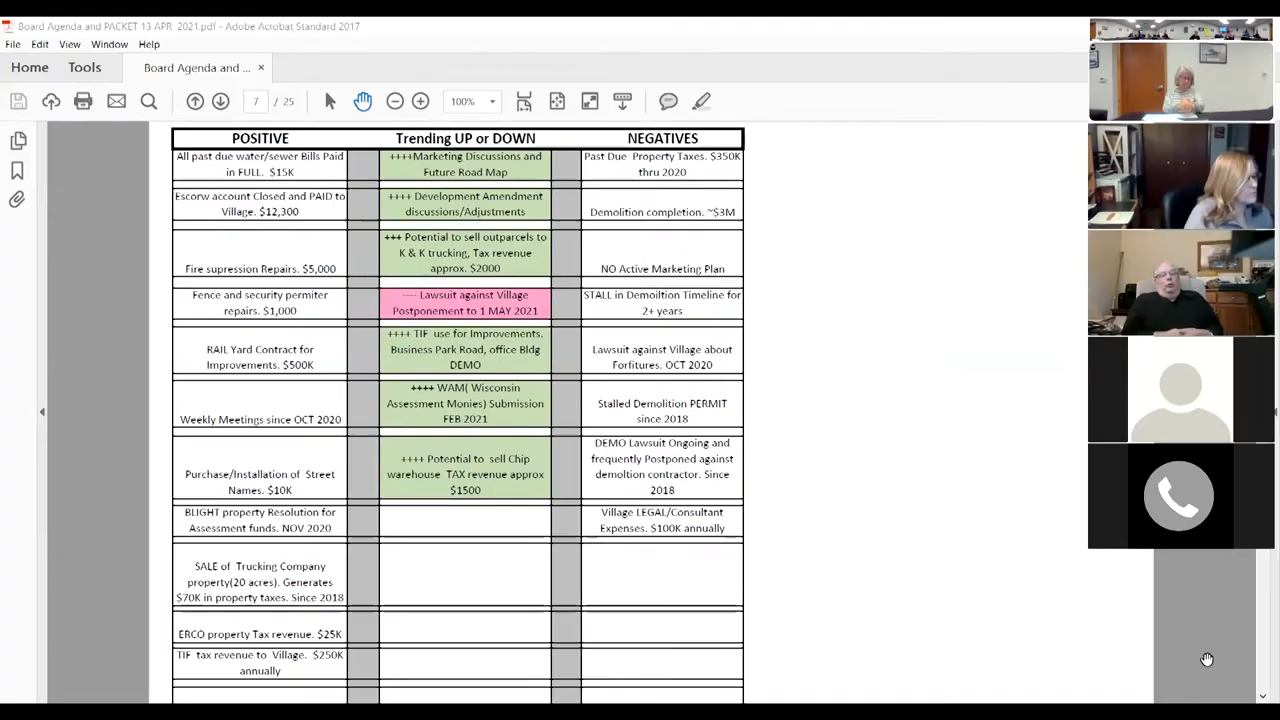 Board Agenda and PACKET 13 APR 2021.pdf - Adobe Acrobat Standard 2017
File Edit View Window Help
Home Tools Board Agenda and ... ×
7 / 25 100%
POSITIVE Trending UP or DOWN NEGATIVES
All past due water/sewer Bills Paid
in FULL. $15K
++++Marketing Discussions and
Future Road Map
Past Due Property Taxes. $350K
thru 2020
Escorw account Closed and PAID to
Village. $12,300
++++ Development Amendment
discussions/Adjustments
Demolition completion. ~$3M
Fire supression Repairs. $5,000
+++ Potential to sell outparcels to
K & K trucking, Tax revenue
approx. $2000
NO Active Marketing Plan
Fence and security permiter
repairs. $1,000
---- Lawsuit against Village
Postponement to 1 MAY 2021
STALL in Demoiltion Timeline for
2+ years
RAIL Yard Contract for
Improvements. $500K
++++ TIF use for Improvements.
Business Park Road, office Bldg
DEMO
Lawsuit against Village about
Forfitures. OCT 2020
Weekly Meetings since OCT 2020
++++ WAM( Wisconsin
Assessment Monies) Submission
FEB 2021
Stalled Demolition PERMIT
since 2018
Purchase/Installation of Street
Names. $10K
++++ Potential to sell Chip
warehouse TAX revenue approx
$1500
DEMO Lawsuit Ongoing and
frequently Postponed against
demoltion contractor. Since
2018
BLIGHT property Resolution for
Assessment funds. NOV 2020
Village LEGAL/Consultant
Expenses. $100K annually
SALE of Trucking Company
property(20 acres). Generates
$70K in property taxes. Since 2018
ERCO property Tax revenue. $25K
TIF tax revenue to Village. $250K
annually